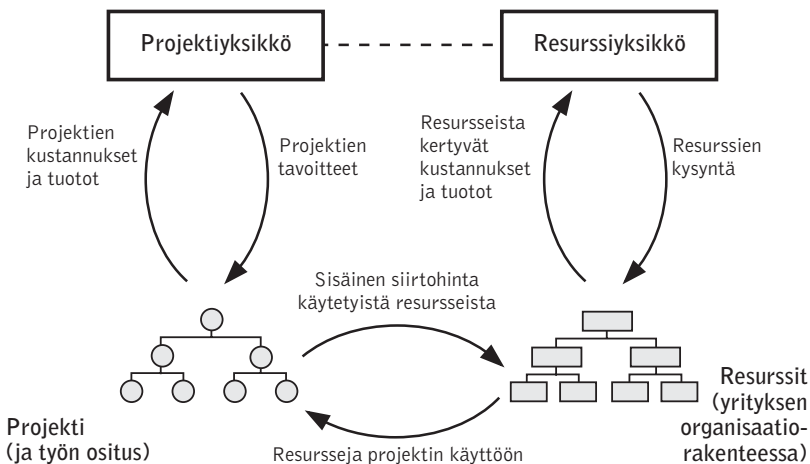 Projektiyksikkö
Resurssiyksikkö
Projektien
kustannukset
ja tuotot
Projektien
tavoitteet
Resursseista
kertyvät
kustannukset
ja tuotot
Resurssien
kysyntä
Sisäinen siirtohinta
käytetyistä resursseista
Projekti
(ja työn ositus)
Resursseja projektin käyttöön
Resurssit
(yrityksen
organisaatio-
rakenteessa)